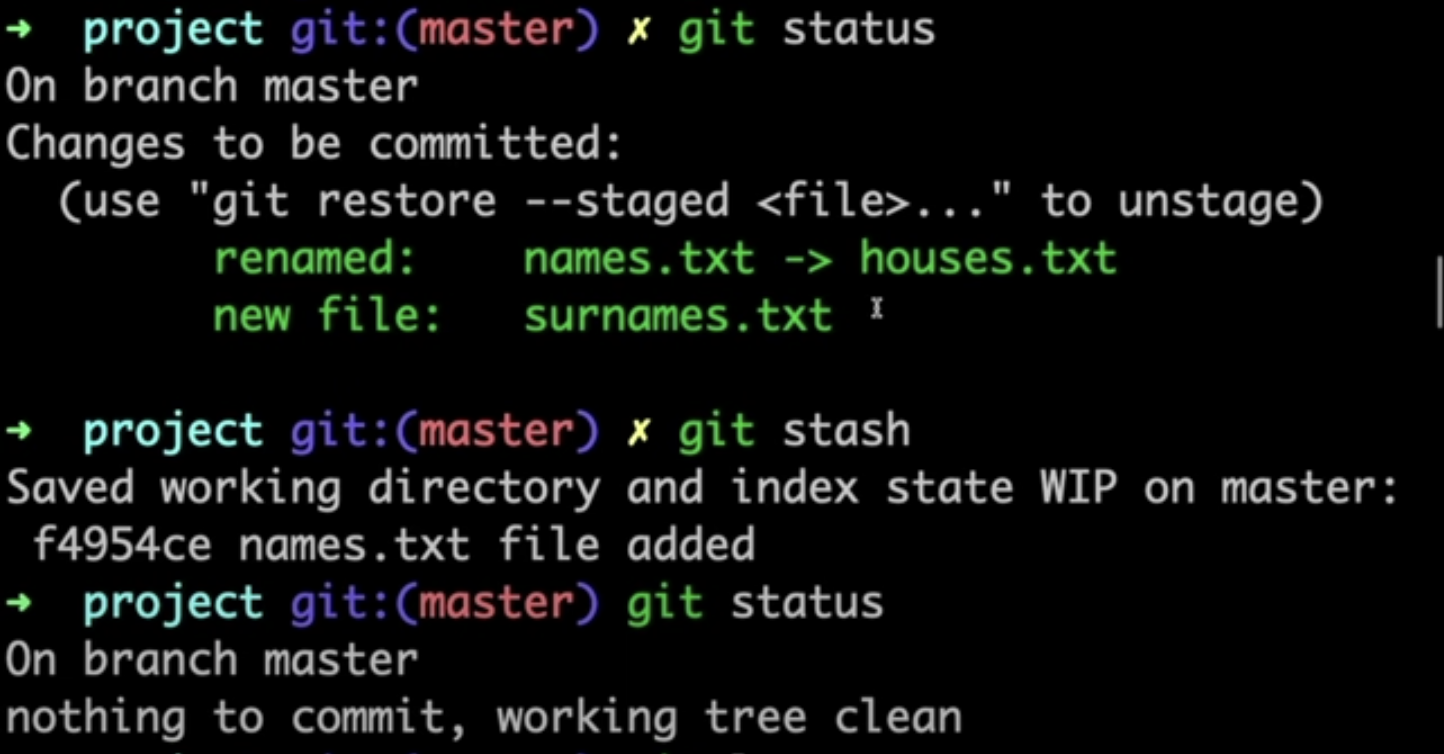 ➜  project git:(master) ✗ git status
On branch master
Changes to be committed:
  (use "git restore --staged <file>..." to unstage)
        renamed:    names.txt -> houses.txt
        new file:   surnames.txt
➜  project git:(master) ✗ git stash
Saved working directory and index state WIP on master:
 f4954ce names.txt file added
➜  project git:(master) git status
On branch master
nothing to commit, working tree clean